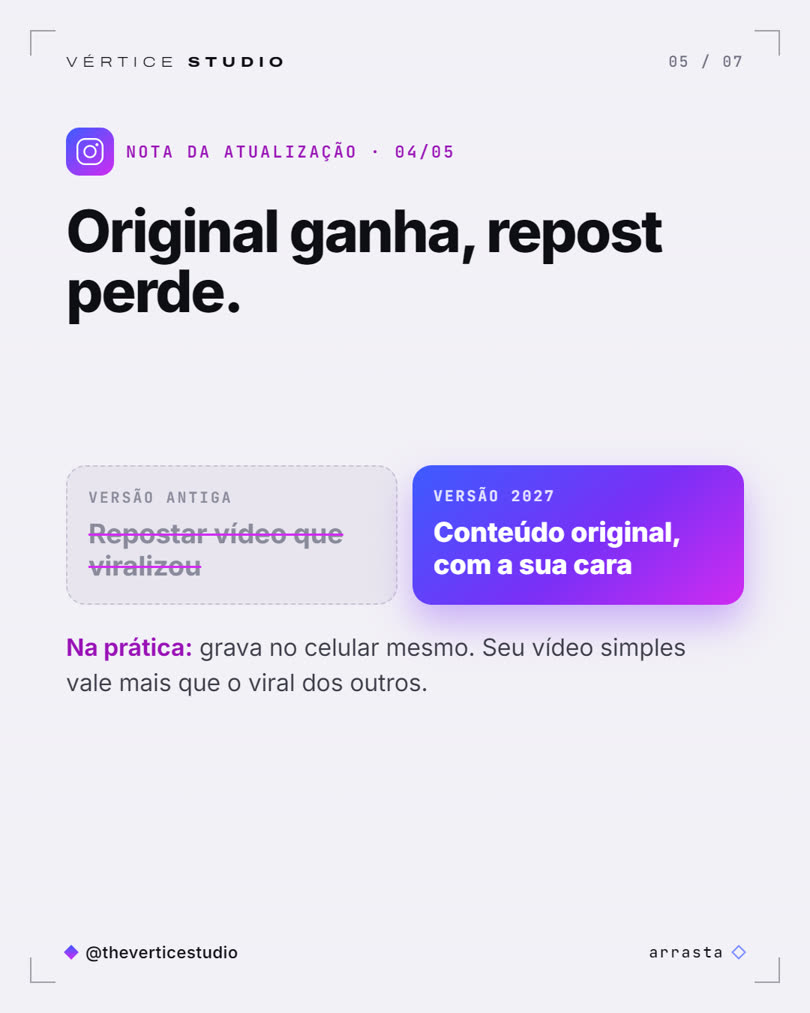 VÉRTICE STUDIO
05 / 07
NOTA DA ATUALIZAÇÃO · 04/05
Original ganha, repost
perde.
VERSÃO ANTIGA
Repostar vídeo que
viralizou
VERSÃO 2027
Conteúdo original,
com a sua cara
Na prática: grava no celular mesmo. Seu vídeo simples
vale mais que o viral dos outros.
@theverticestudio
arrasta